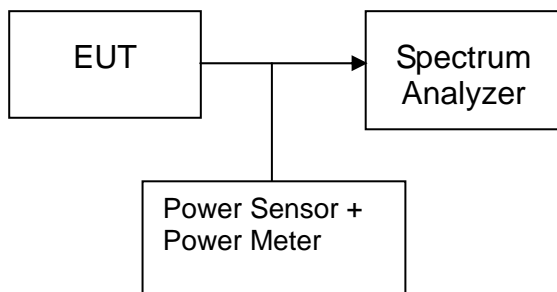 EUT
Spectrum
Analyzer
Power Sensor +
Power Meter